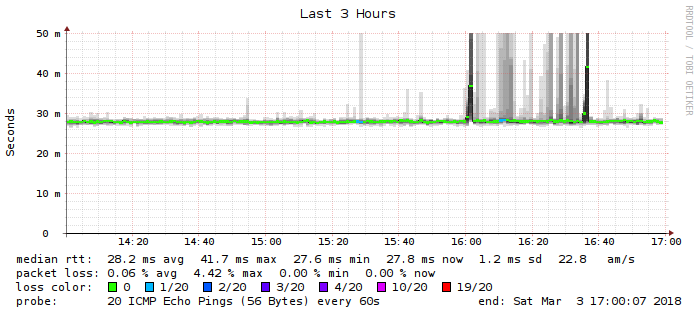 Last 3 Hours
RRDTOOL / TOBI OETIKER
Seconds
50 m
40 m
30 m
20 m
10 m
0
14:20 14:40 15:00 15:20 15:40 16:00 16:20 16:40 17:00
median rtt: 28.2 ms avg 41.7 ms max 27.6 ms min 27.8 ms now 1.2 ms sd 22.8 am/s
packet loss: 0.06 % avg 4.42 % max 0.00 % min 0.00 % now
loss color: 0 1/20 2/20 3/20 4/20 10/20 19/20
probe: 20 ICMP Echo Pings (56 Bytes) every 60s end: Sat Mar 3 17:00:07 2018